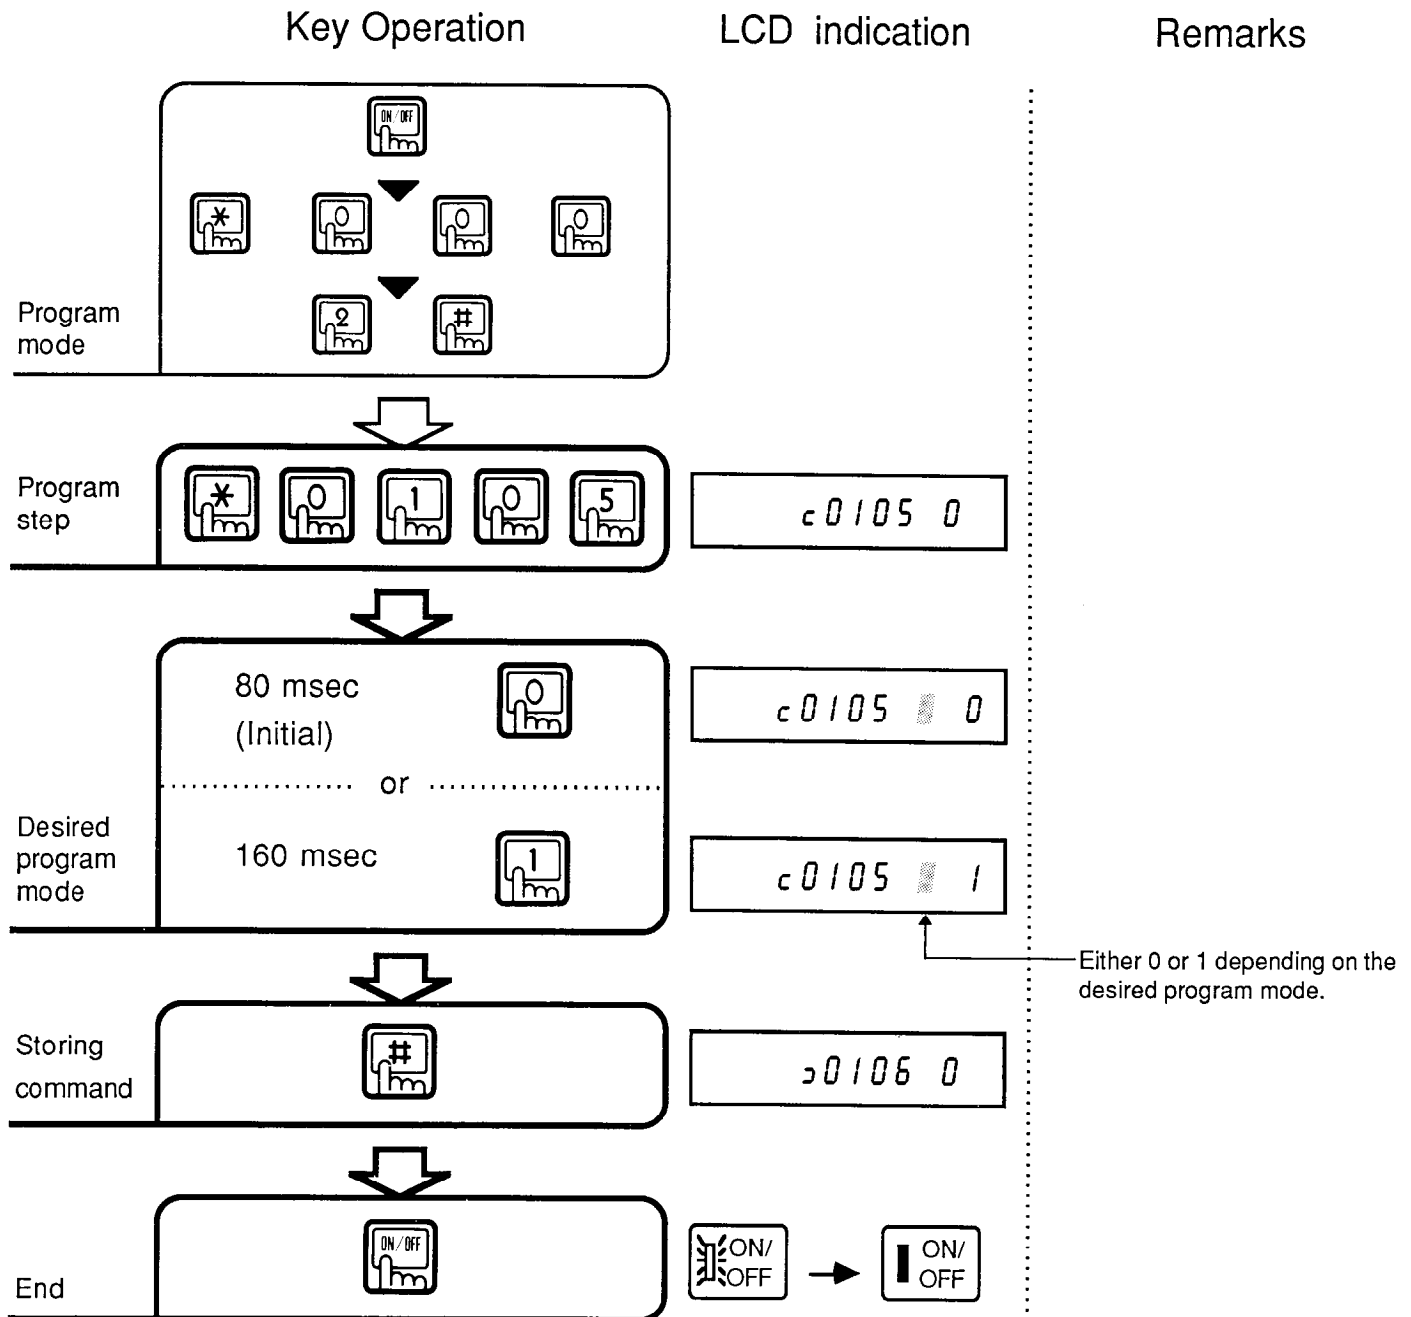 Key Operation LCD indication Remarks
ON/OFF
* 0 0 0
Program
mode
2 #
Program
step
* 0 1 0 5
c0105 0
80 msec
(Initial)
0
c0105 0
or
Desired
program
mode
160 msec
1
c0105 1
Either 0 or 1 depending on the
desired program mode.
Storing
command
#
ɔ0106 0
End
ON/OFF
ON/
OFF
ON/
OFF